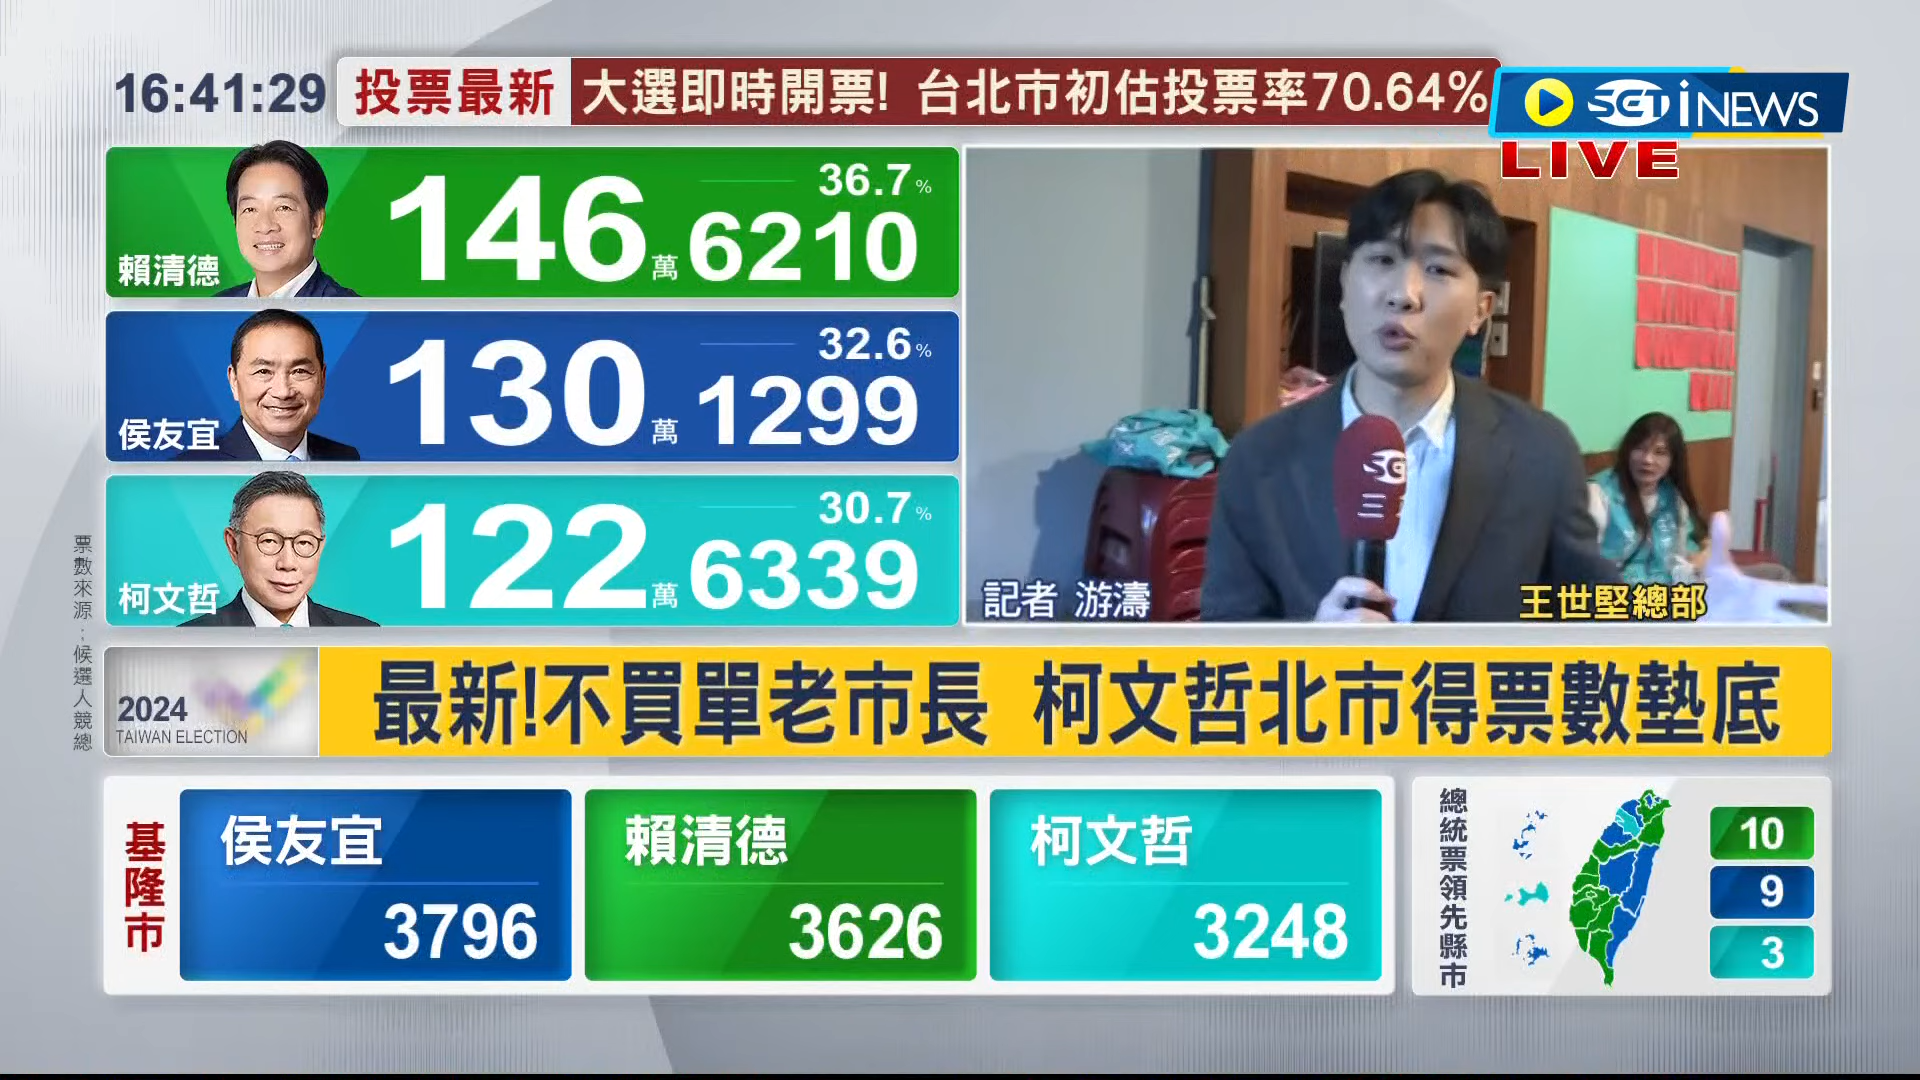 16:41:29
投票最新
大選即時開票! 台北市初估投票率70.64%
SET iNEWS
LIVE
賴清德
146萬6210
36.7%
侯友宜
130萬1299
32.6%
柯文哲
122萬6339
30.7%
票數來源:候選人競總
三
記者 游濤
王世堅總部
2024
TAIWAN ELECTION
最新!不買單老市長 柯文哲北市得票數墊底
基隆市
侯友宜
3796
賴清德
3626
柯文哲
3248
總統票領先縣市
10
9
3